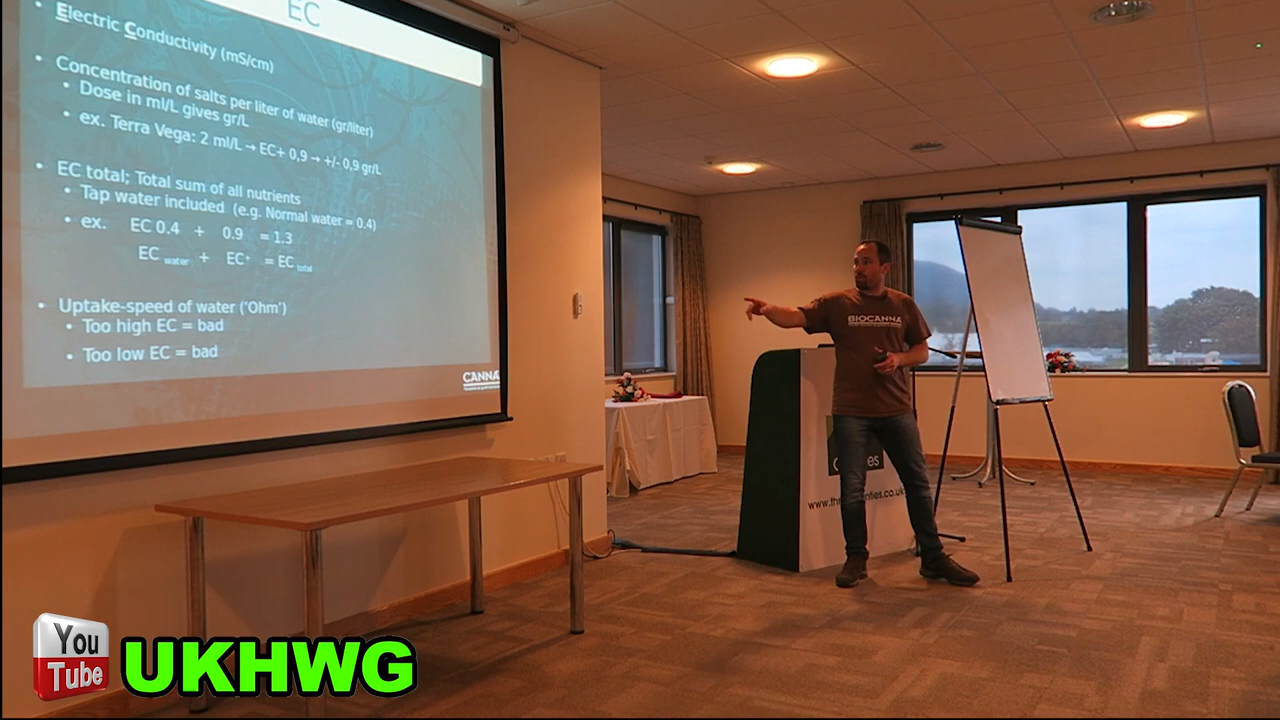 EC
Electric Conductivity (mS/cm)
Concentration of salts per liter of water (gr/liter)
Dose in ml/L gives gr/L
ex. Terra Vega: 2 ml/L → EC+ 0,9 → +/- 0,9 gr/L
EC total; Total sum of all nutrients
Tap water included (e.g. Normal water = 0.4)
ex. EC 0.4 + 0.9 = 1.3
EC water + EC+ = EC total
Uptake-speed of water ('Ohm')
Too high EC = bad
Too low EC = bad
CANNA
BIOCANNA
You
Tube
UKHWG